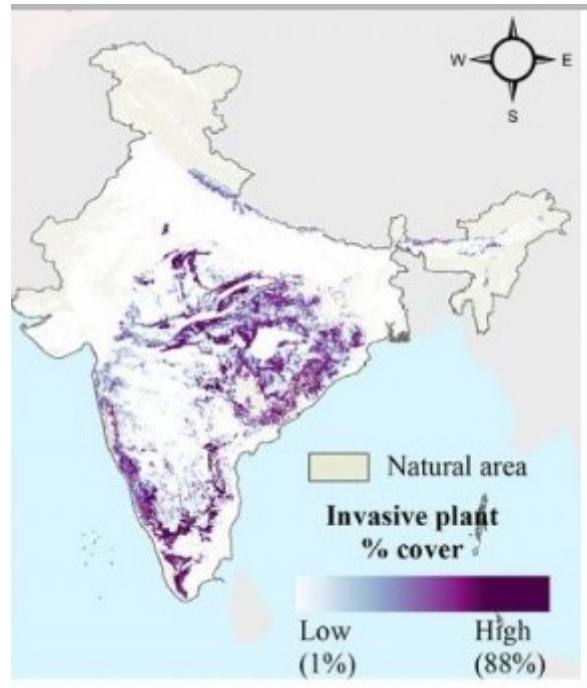 W E
S
Natural area
Invasive plant
% cover
Low High
(1%) (88%)